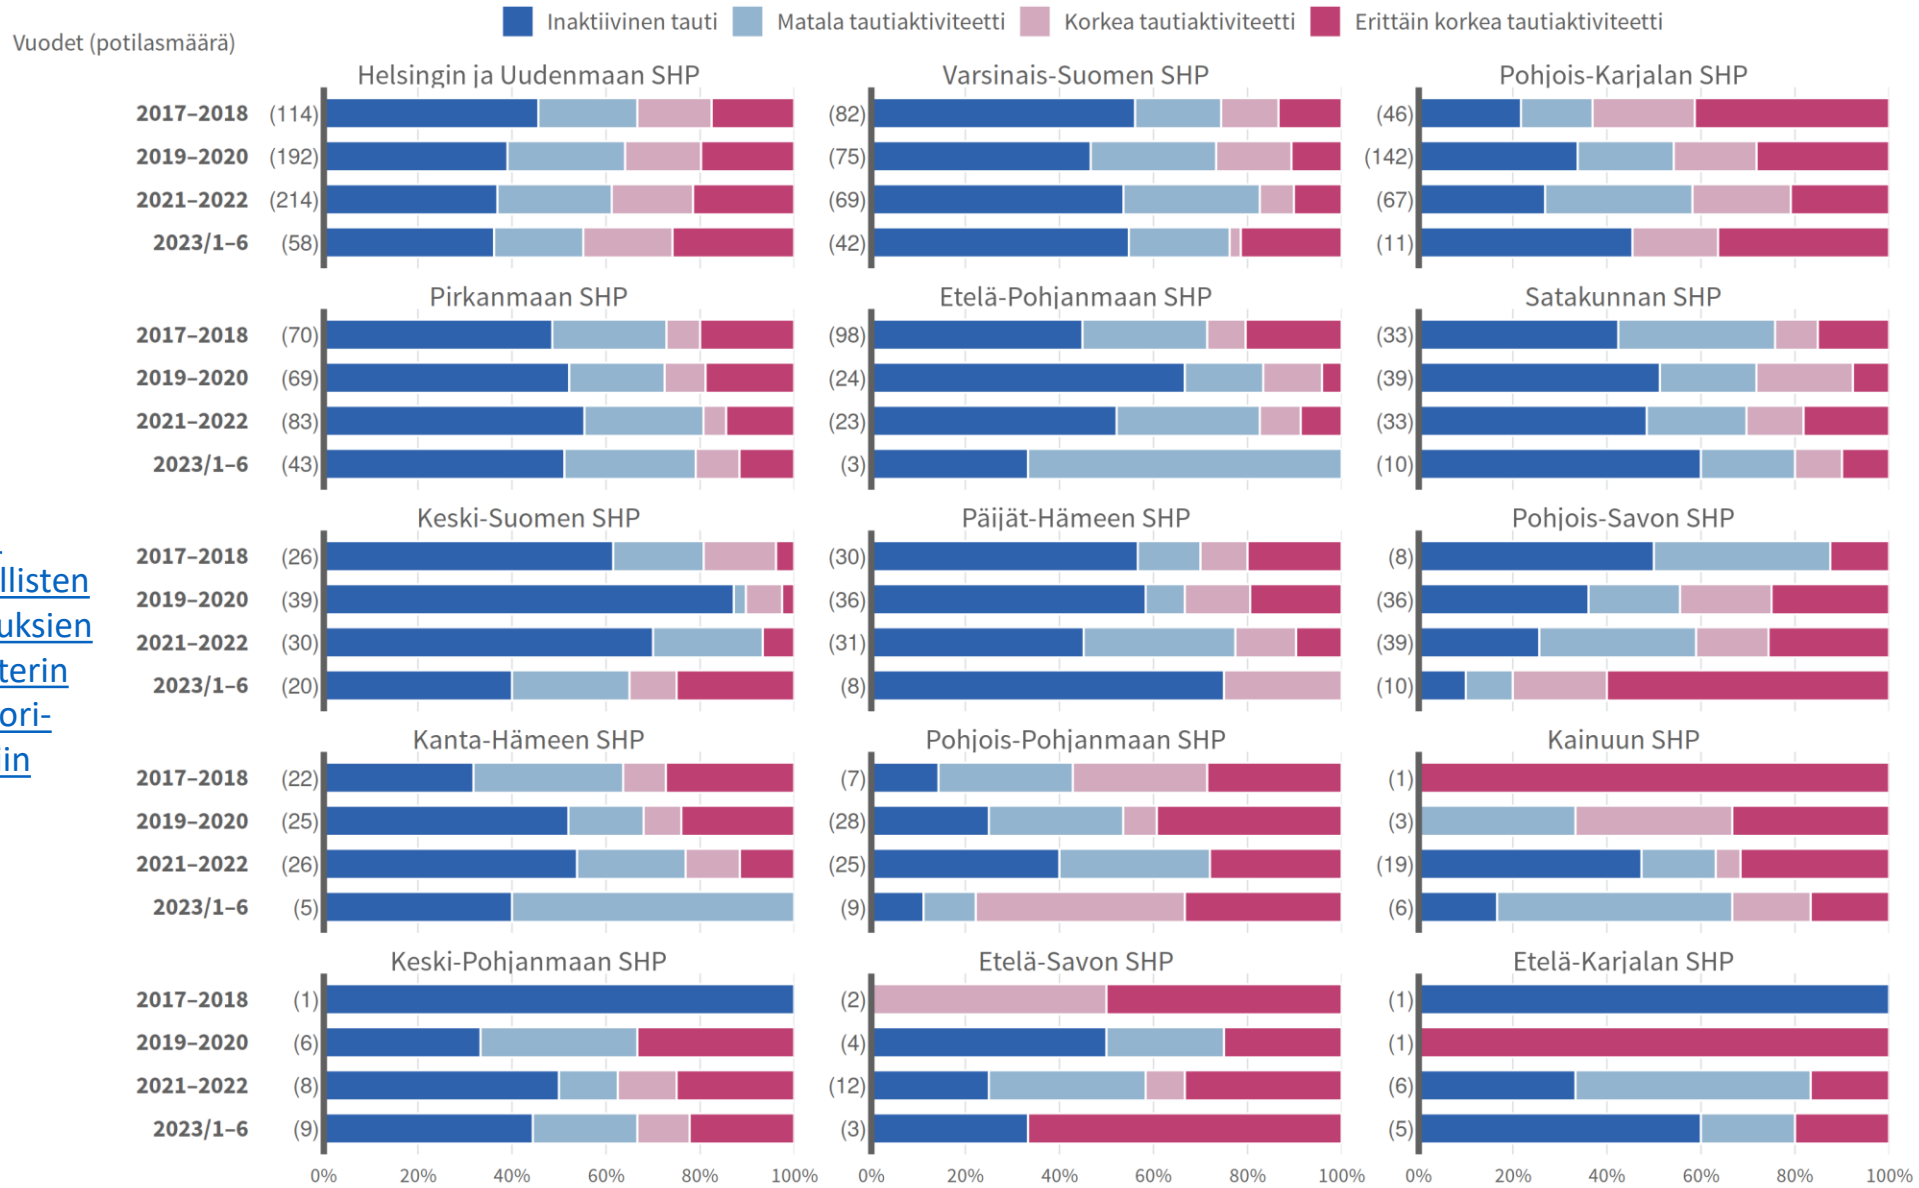 Inaktiivinen tauti Matala tautiaktiviteetti Korkea tautiaktiviteetti Erittäin korkea tautiaktiviteetti
Vuodet (potilasmäärä)
Helsingin ja Uudenmaan SHP Varsinais-Suomen SHP Pohjois-Karjalan SHP
2017–2018 (114) (82) (46)
2019–2020 (192) (75) (142)
2021–2022 (214) (69) (67)
2023/1–6 (58) (42) (11)
Pirkanmaan SHP Etelä-Pohjanmaan SHP Satakunnan SHP
2017–2018 (70) (98) (33)
2019–2020 (69) (24) (39)
2021–2022 (83) (23) (33)
2023/1–6 (43) (3) (10)
Keski-Suomen SHP Päijät-Hämeen SHP Pohjois-Savon SHP
2017–2018 (26) (30) (8)
2019–2020 (39) (36) (36)
2021–2022 (30) (31) (39)
2023/1–6 (20) (8) (10)
llisten
uksien
terin
ori-
iin
Kanta-Hämeen SHP Pohjois-Pohjanmaan SHP Kainuun SHP
2017–2018 (22) (7) (1)
2019–2020 (25) (28) (3)
2021–2022 (26) (25) (19)
2023/1–6 (5) (9) (6)
Keski-Pohjanmaan SHP Etelä-Savon SHP Etelä-Karjalan SHP
2017–2018 (1) (2) (1)
2019–2020 (6) (4) (1)
2021–2022 (8) (12) (6)
2023/1–6 (9) (3) (5)
0% 20% 40% 60% 80% 100% 0% 20% 40% 60% 80% 100% 0% 20% 40% 60% 80% 100%